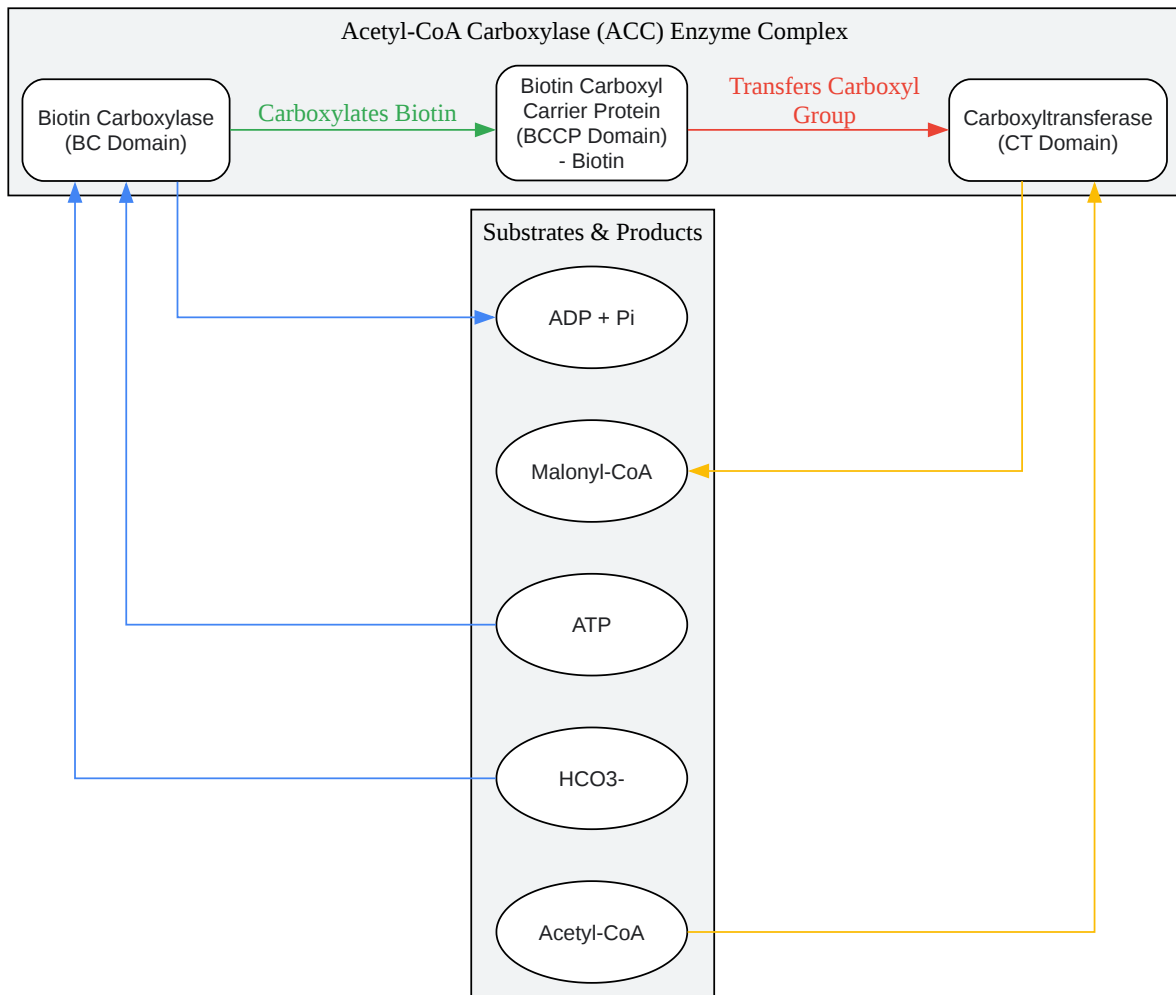 Acetyl-CoA Carboxylase (ACC) Enzyme Complex
Biotin Carboxylase
(BC Domain)
Carboxylates Biotin
Biotin Carboxyl
Carrier Protein
(BCCP Domain)
- Biotin
Transfers Carboxyl
Group
Carboxyltransferase
(CT Domain)
Substrates & Products
ADP + Pi
Malonyl-CoA
ATP
HCO3-
Acetyl-CoA